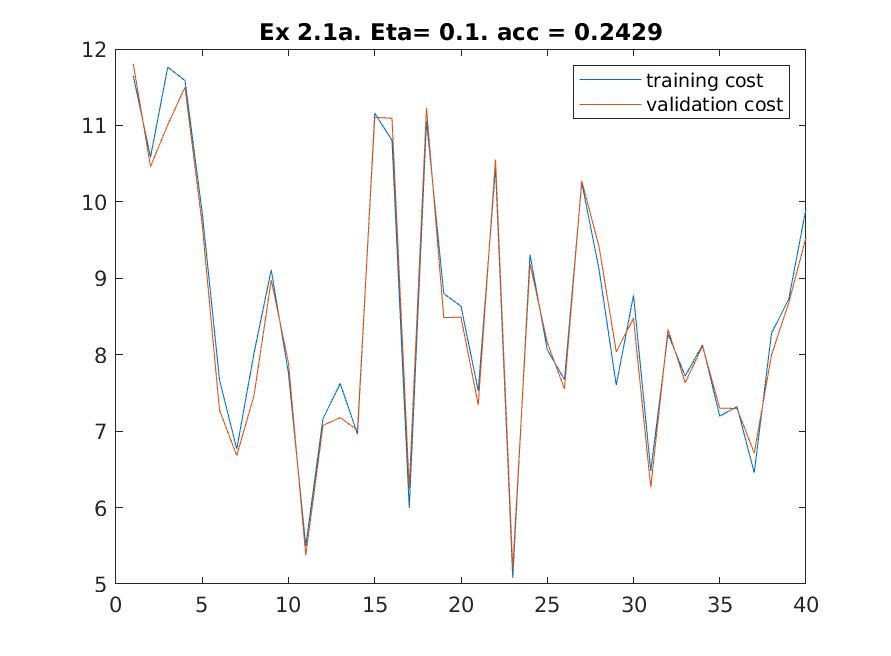 Ex 2.1a. Eta= 0.1. acc = 0.2429
training cost
validation cost
12
11
10
9
8
7
6
5
0 5 10 15 20 25 30 35 40